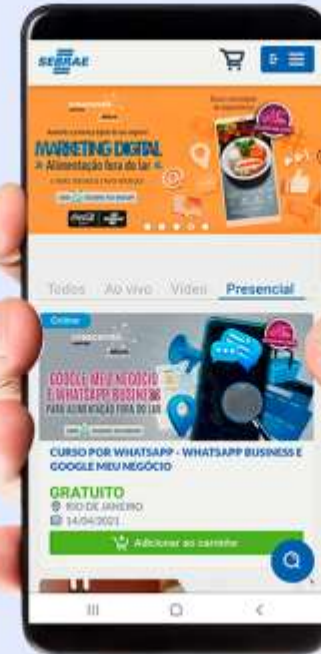 SEBRAE
MARKETING DIGITAL
Alimentação fora do lar
Todos Ao vivo Vídeo Presencial
Online
GOOGLE MEU NEGÓCIO
E WHATSAPP BUSINESS
PARA ALIMENTAÇÃO FORA DO LAR
CURSO POR WHATSAPP - WHATSAPP BUSINESS E
GOOGLE MEU NEGÓCIO
GRATUITO
RIO DE JANEIRO
14/04/2021
Adicionar ao carrinho